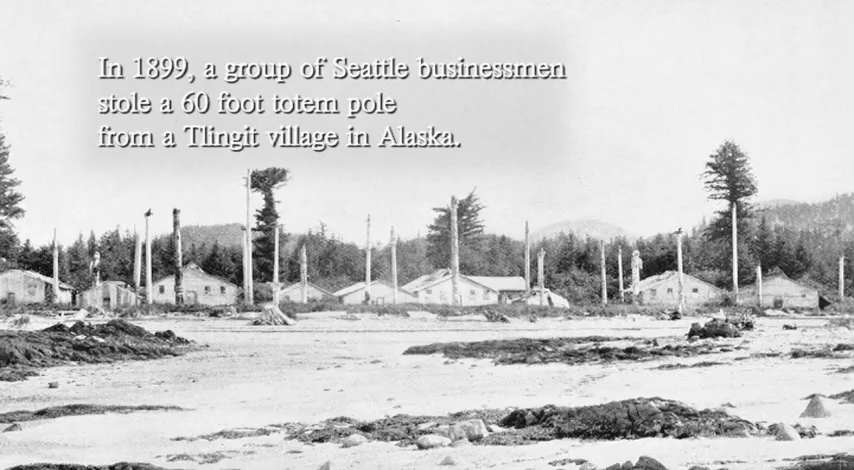 In 1899, a group of Seattle businessmen
stole a 60 foot totem pole
from a Tlingit village in Alaska.